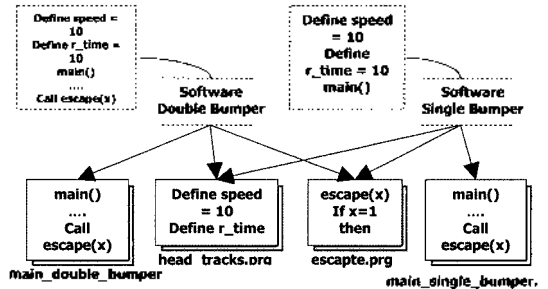 Define speed =
10
Define r_time =
10
main()
....
Call escape(x)
Define speed
= 10
Define
r_time = 10
main()
Software
Double Bumper
Software
Single Bumper
main()
....
Call
escape(x)
Define speed
= 10
Define r_time
escape(x)
If x=1
then
main()
....
Call
escape(x)
main_double_bumper
head_tracks.prg
escapte.prg
main_single_bumper.